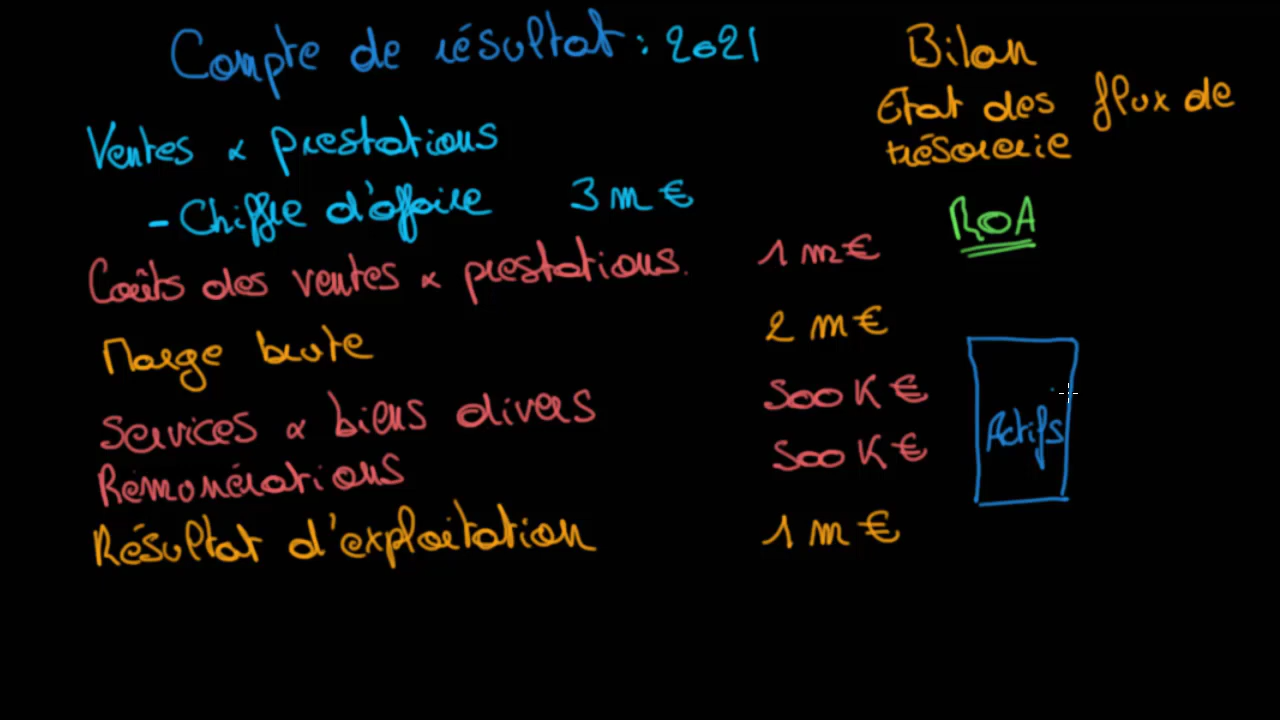 Compte de résultat : 2021
Ventes & prestations
- Chiffre d'affaire 3 m €
Coûts des ventes & prestations. 1 m €
Marge brute 2 m €
Services & biens divers 500 K €
Rémunérations 500 K €
Résultat d'exploitation 1 m €
Bilan
Etat des flux de
trésorerie
ROA
Actifs